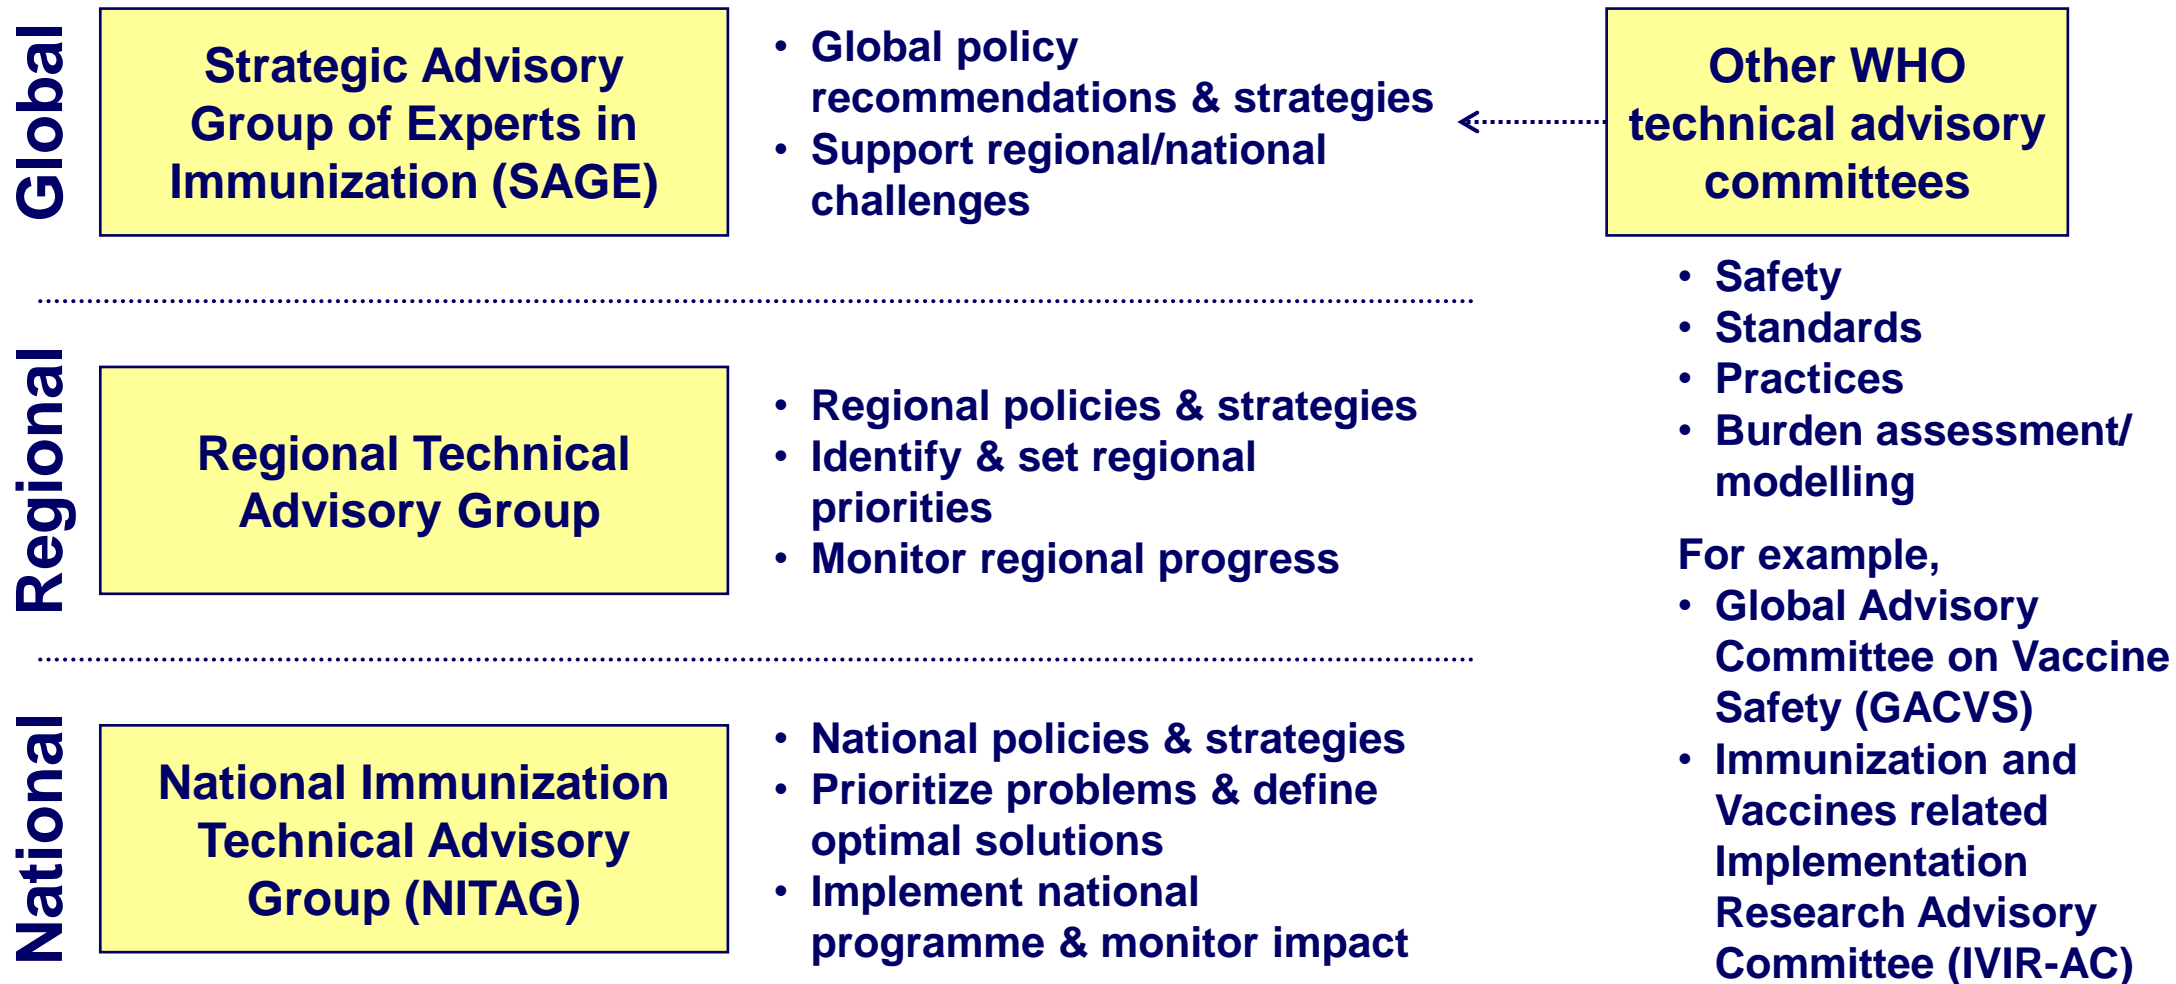 Global
Strategic Advisory
Group of Experts in
Immunization (SAGE)
• Global policy
recommendations & strategies
• Support regional/national
challenges
Regional
Regional Technical
Advisory Group
• Regional policies & strategies
• Identify & set regional
priorities
• Monitor regional progress
National
National Immunization
Technical Advisory
Group (NITAG)
• National policies & strategies
• Prioritize problems & define
optimal solutions
• Implement national
programme & monitor impact
Other WHO
technical advisory
committees
• Safety
• Standards
• Practices
• Burden assessment/
modelling
For example,
• Global Advisory
Committee on Vaccine
Safety (GACVS)
• Immunization and
Vaccines related
Implementation
Research Advisory
Committee (IVIR-AC)